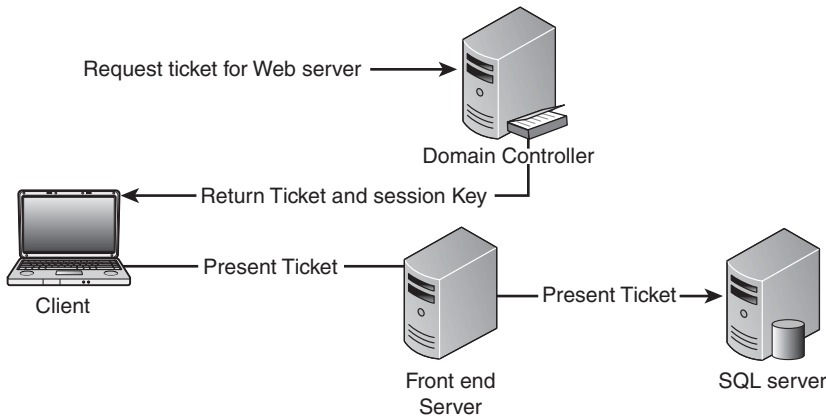 Request ticket for Web server
Domain Controller
Return Ticket and session Key
Present Ticket
Client
Present Ticket
Front end
Server
SQL server